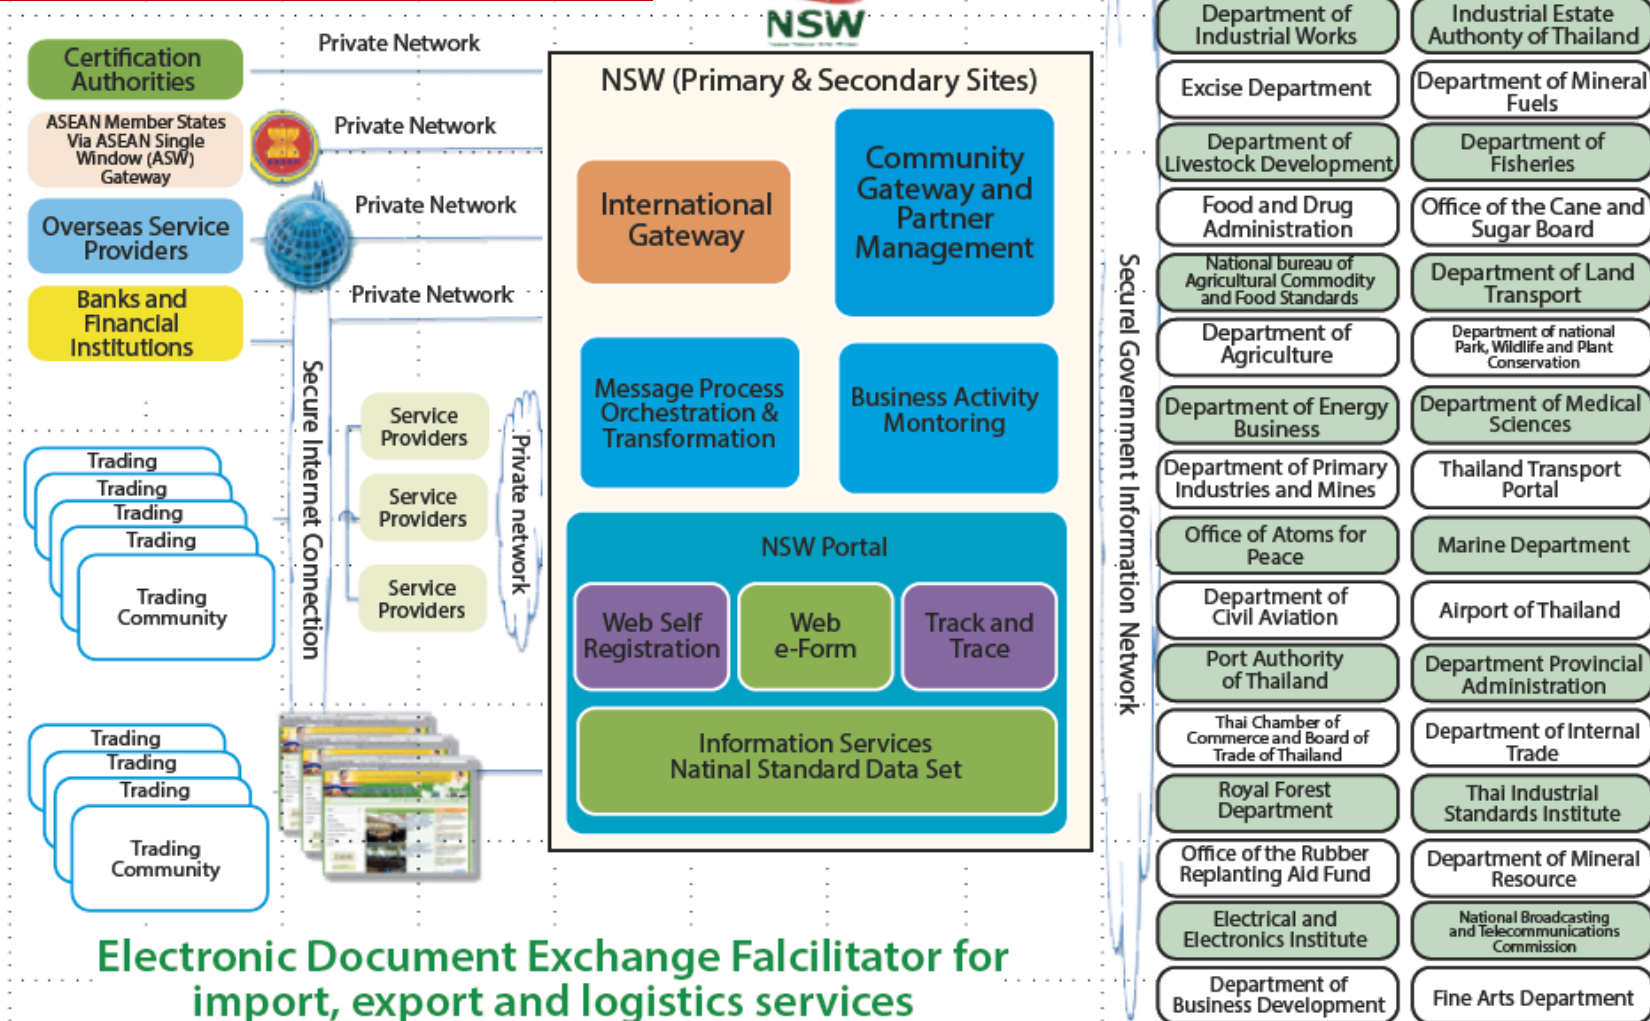 NSW
Certification
Authorities
Private Network
ASEAN Member States
Via ASEAN Single
Window (ASW)
Gateway
Private Network
Overseas Service
Providers
Private Network
Banks and
Financial
Institutions
Private Network
Secure Internet Connection
Service
Providers
Service
Providers
Service
Providers
Private network
Trading
Trading
Trading
Trading
Trading
Community
Trading
Trading
Trading
Trading
Community
NSW (Primary & Secondary Sites)
International
Gateway
Community
Gateway and
Partner
Management
Message Process
Orchestration &
Transformation
Business Activity
Montoring
NSW Portal
Web Self
Registration
Web
e-Form
Track and
Trace
Information Services
Natinal Standard Data Set
Securel Government Information Network
Department of
Industrial Works
Industrial Estate
Authonty of Thailand
Excise Department
Department of Mineral
Fuels
Department of
Livestock Development
Department of
Fisheries
Food and Drug
Administration
Office of the Cane and
Sugar Board
National bureau of
Agricultural Commodity
and Food Standards
Department of Land
Transport
Department of
Agriculture
Department of national
Park, Wildlife and Plant
Conservation
Department of Energy
Business
Department of Medical
Sciences
Department of Primary
Industries and Mines
Thailand Transport
Portal
Office of Atoms for
Peace
Marine Department
Department of
Civil Aviation
Airport of Thailand
Port Authority
of Thailand
Department Provincial
Administration
Thai Chamber of
Commerce and Board of
Trade of Thailand
Department of Internal
Trade
Royal Forest
Department
Thai Industrial
Standards Institute
Office of the Rubber
Replanting Aid Fund
Department of Mineral
Resource
Electrical and
Electronics Institute
National Broadcasting
and Telecommunications
Commission
Department of
Business Development
Fine Arts Department
Electronic Document Exchange Falcilitator for
import, export and logistics services